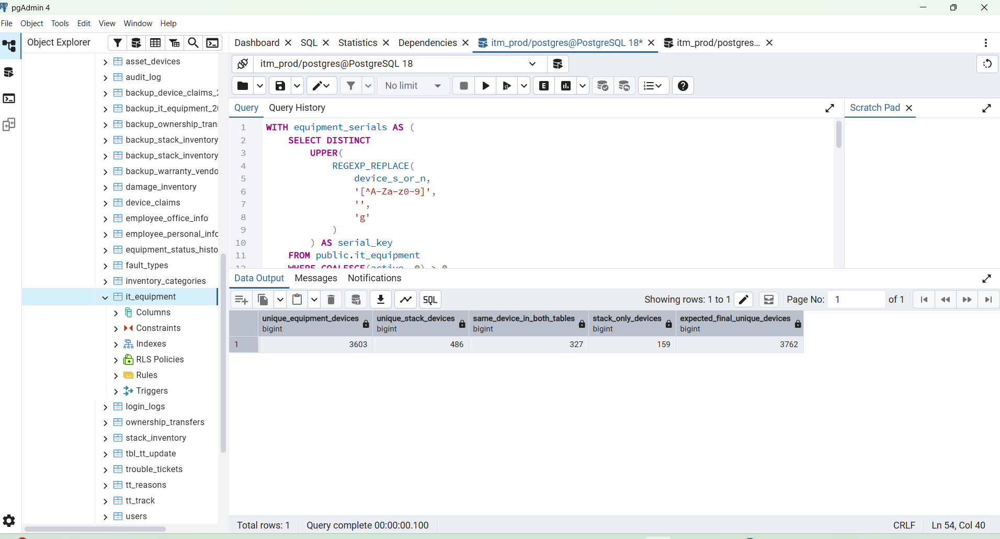 pgAdmin 4
File Object Tools Edit View Window Help
Object Explorer
asset_devices
audit_log
backup_device_claims_2
backup_it_equipment_20
backup_ownership_tran
backup_stack_inventory
backup_stack_inventory
backup_warranty_vendo
damage_inventory
device_claims
employee_office_info
employee_personal_info
equipment_status_histo
fault_types
inventory_categories
it_equipment
Columns
Constraints
Indexes
RLS Policies
Rules
Triggers
login_logs
ownership_transfers
stack_inventory
tbl_tt_update
trouble_tickets
tt_reasons
tt_track
users
Dashboard SQL Statistics Dependencies itm_prod/postgres@PostgreSQL 18* itm_prod/postgres...
itm_prod/postgres@PostgreSQL 18
No limit
Query Query History
Scratch Pad
1 WITH equipment_serials AS (
2 SELECT DISTINCT
3 UPPER(
4 REGEXP_REPLACE(
5 device_s_or_n,
6 '[^A-Za-z0-9]',
7 '',
8 'g'
9 )
10 ) AS serial_key
11 FROM public.it_equipment
12 WHERE COALESCE(active, 0) > 0
Data Output Messages Notifications
SQL
Showing rows: 1 to 1 Page No: 1 of 1
unique_equipment_devices unique_stack_devices same_device_in_both_tables stack_only_devices expected_final_unique_devices
bigint bigint bigint bigint bigint
1 3603 486 327 159 3762
Total rows: 1 Query complete 00:00:00.100 CRLF Ln 54, Col 40